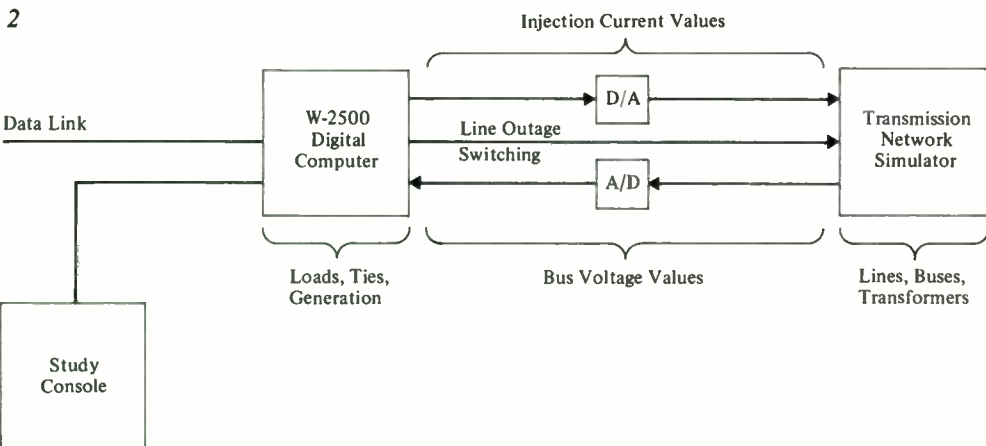 2
Injection Current Values
Data Link
W-2500
Digital
Computer
D/A
Line Outage
Switching
A/D
Transmission
Network
Simulator
Loads, Ties,
Generation
Bus Voltage Values
Lines, Buses,
Transformers
Study
Console